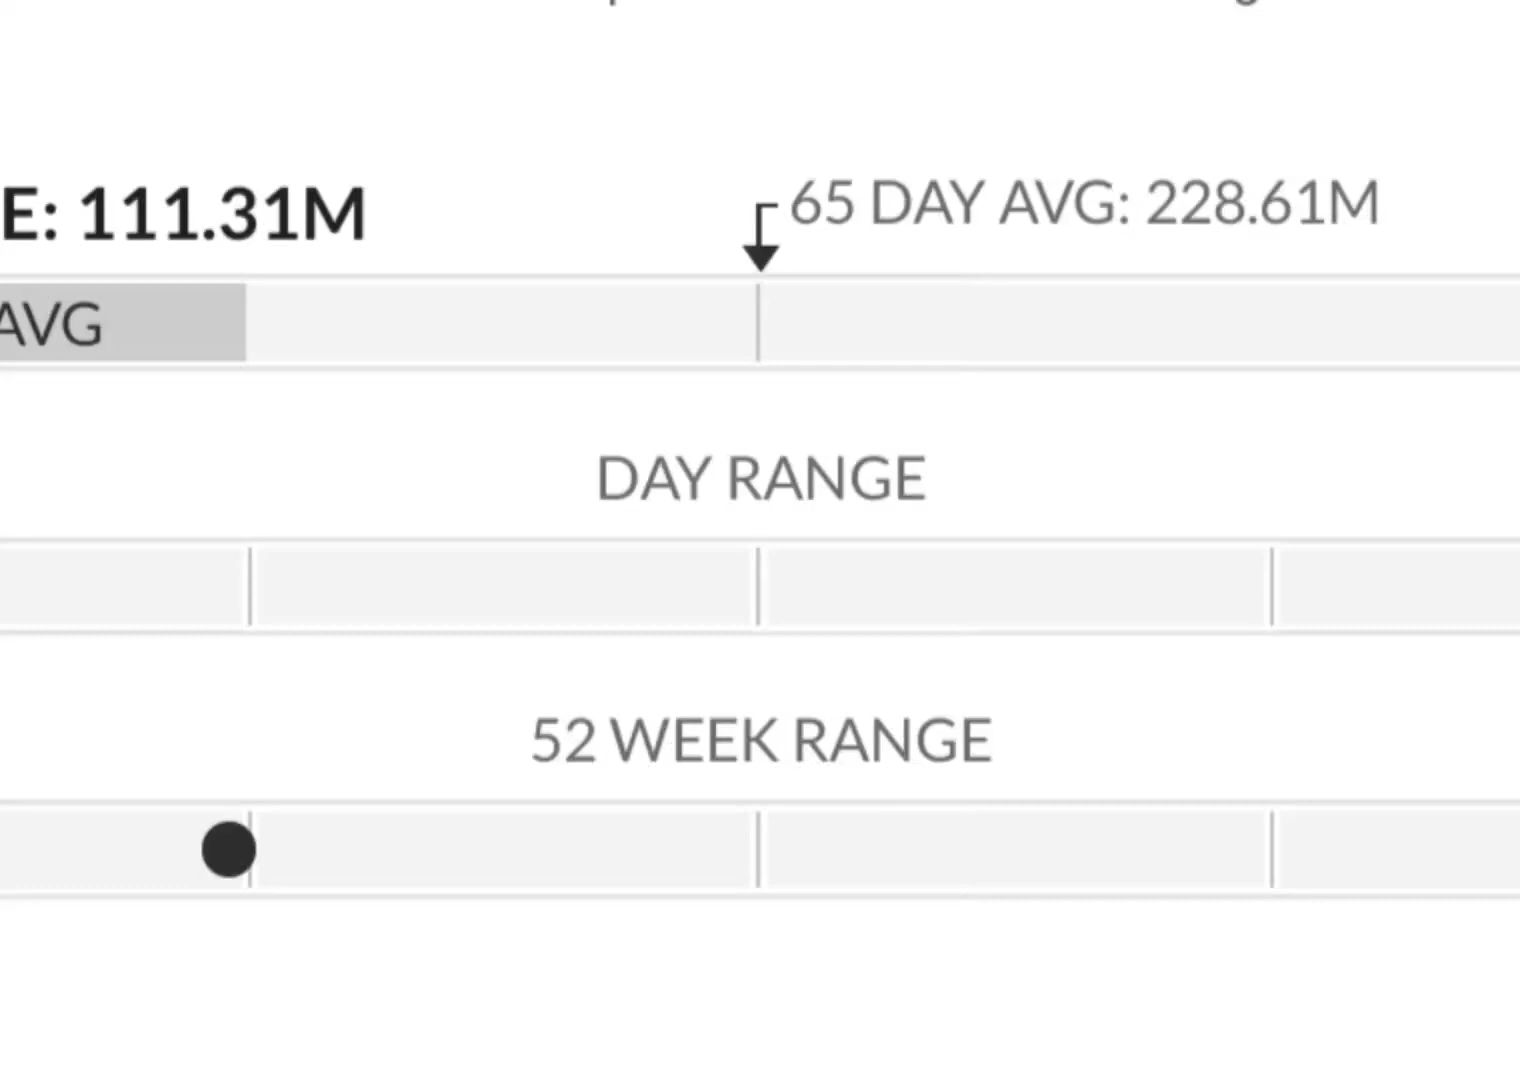 E: 111.31M
65 DAY AVG: 228.61M
AVG
DAY RANGE
52 WEEK RANGE